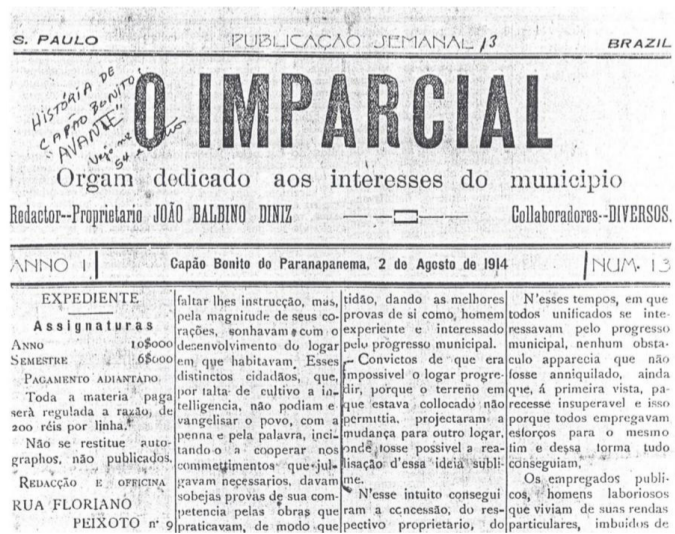 S. PAULO PUBLICAÇÃO SEMANAL 13 BRAZIL
HISTÓRIA DE
CAPÃO BONITO
"AVANTE"
O IMPARCIAL
Orgam dedicado aos interesses do municipio
Redactor--Proprietario JOÃO BALBINO DINIZ Collaboradores--DIVERSOS.
ANNO I Capão Bonito do Paranapanema, 2 de Agosto de 1914 NUM. 13
EXPEDIENTE
Assignaturas
ANNO 10$000
SEMESTRE 6$000
PAGAMENTO ADIANTADO
Toda a materia paga
será regulada a razão, de
200 réis por linha.
Não se restitue auto-
graphos, não publicados.
REDACÇÃO E OFFICINA
RUA FLORIANO
PEIXOTO nº 9
faltar lhes instrucção, mas,
pela magnitude de seus co-
rações, sonhavam com o
desenvolvimento do logar
em que habitavam. Esses
distinctos cidadãos, que,
por falta de cultivo a in-
telligencia, não podiam e-
vangelisar o povo, com a
penna e pela palavra, inci-
tando-o a cooperar nos
commettimentos que jul-
gavam necessarios, davam
sobejas provas de sua com-
petencia pelas obras que
praticavam, de modo que
tidão, dando as melhores
provas de si como, homem
experiente e interessado
pelo progresso municipal.
Convictos de que era
impossivel o logar progre-
dir, porque o terreno em
que estava collocado não
permittia, projectaram a
mudança para outro logar,
onde fosse possivel a rea-
lisação d'essa ideia subli-
me.
N'esse intuito consegui
ram a concessão, do res-
pectivo proprietário, do
N'esses tempos, em que
todos unificados se inte-
ressavam pelo progresso
municipal, nenhum obsta-
culo apparecia que não
fosse anniquilado, ainda
que, á primeira vista, pa-
recesse insuperavel e isso
porque todos empregavam
esforços para o mesmo
fim e dessa torma tudo
conseguiam.
Os empregados publi-
cos, homens laboriosos
que viviam de suas rendas
particulares, imbuidos de